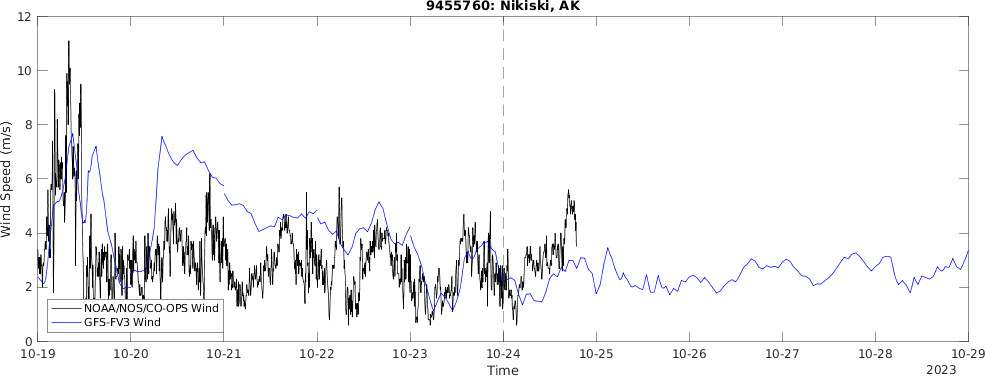 9455760: Nikiski, AK
Wind Speed (m/s)
12
10
8
6
4
2
0
NOAA/NOS/CO-OPS Wind
GFS-FV3 Wind
10-19 10-20 10-21 10-22 10-23 10-24 10-25 10-26 10-27 10-28 10-29
Time
2023